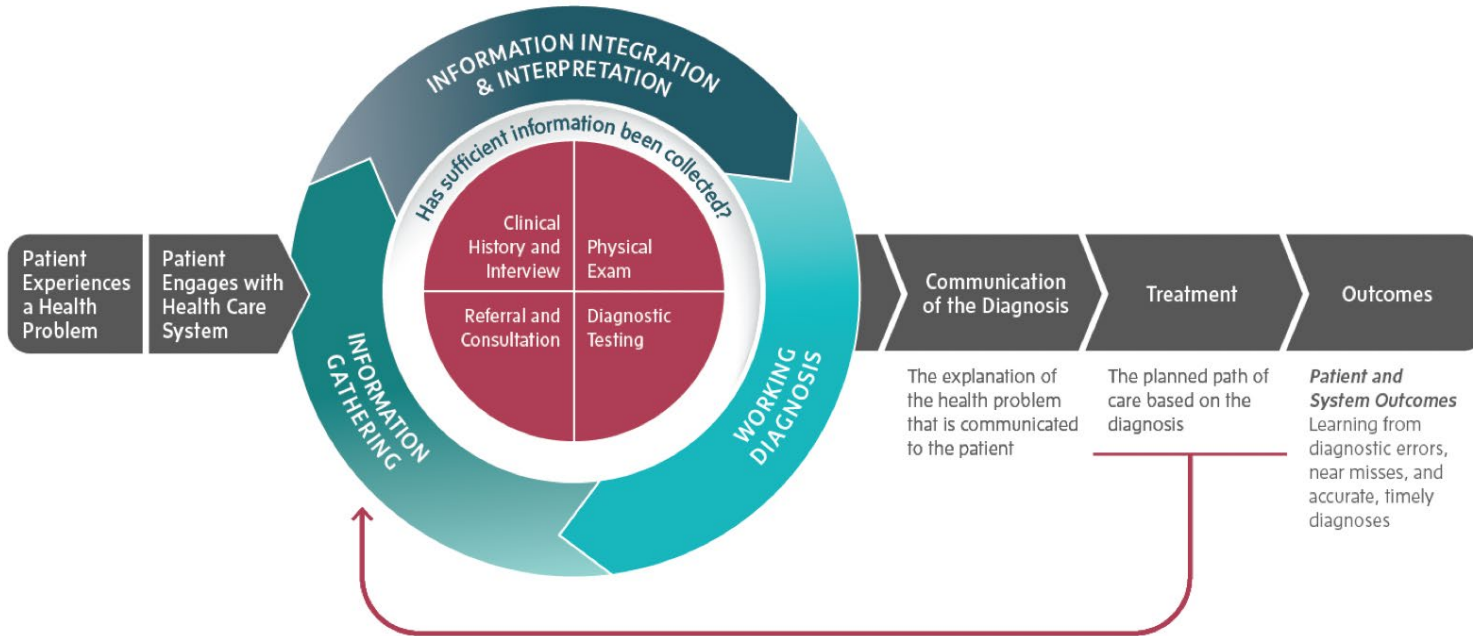 INFORMATION INTEGRATION
& INTERPRETATION
Has sufficient information been collected?
Clinical
History and
Interview
Physical
Exam
Referral and
Consultation
Diagnostic
Testing
INFORMATION
GATHERING
WORKING
DIAGNOSIS
Patient
Experiences
a Health
Problem
Patient
Engages with
Health Care
System
Communication
of the Diagnosis
Treatment
Outcomes
The explanation of
the health problem
that is communicated
to the patient
The planned path of
care based on the
diagnosis
Patient and
System Outcomes
Learning from
diagnostic errors,
near misses, and
accurate, timely
diagnoses